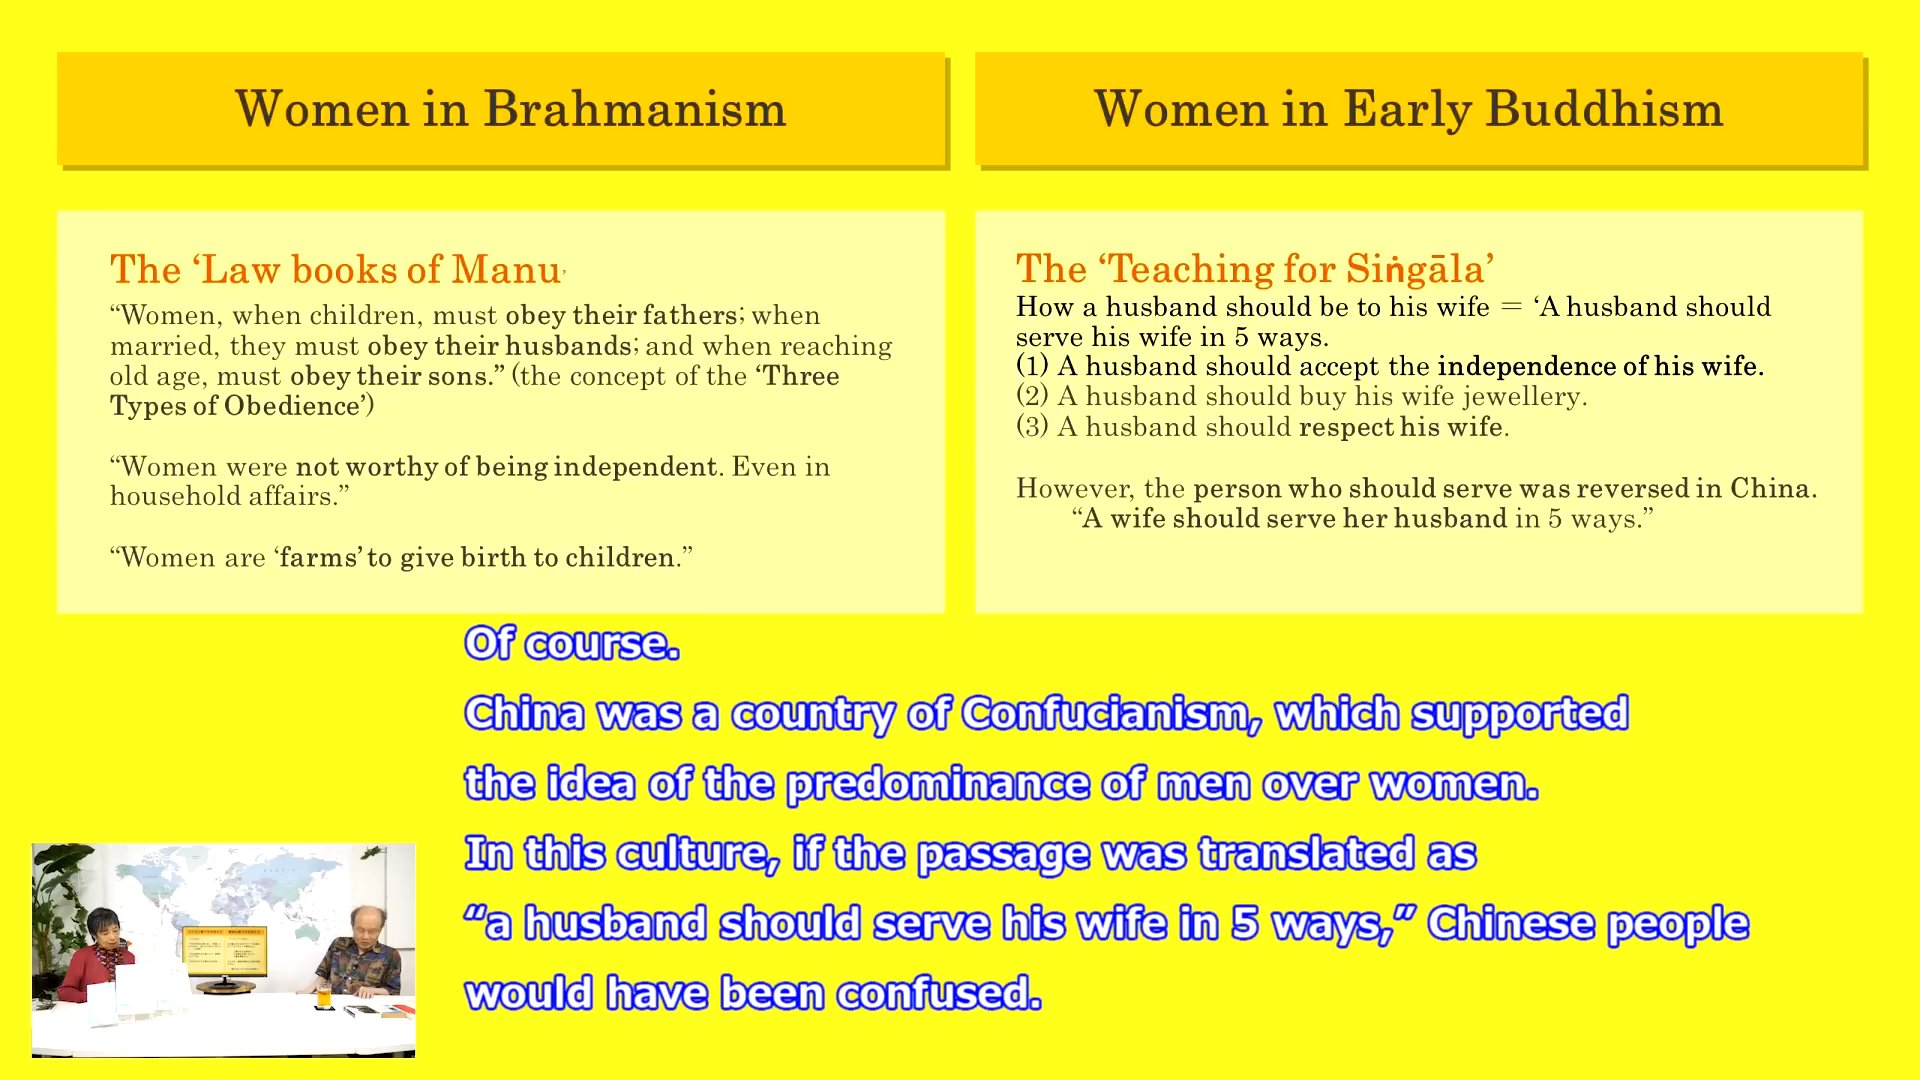 Women in Brahmanism
The ‘Law books of Manu’
“Women, when children, must obey their fathers; when
married, they must obey their husbands; and when reaching
old age, must obey their sons.” (the concept of the ‘Three
Types of Obedience’)
“Women were not worthy of being independent. Even in
household affairs.”
“Women are ‘farms’ to give birth to children.”
Women in Early Buddhism
The ‘Teaching for Siṅgāla’
How a husband should be to his wife = ‘A husband should
serve his wife in 5 ways.
(1) A husband should accept the independence of his wife.
(2) A husband should buy his wife jewellery.
(3) A husband should respect his wife.
However, the person who should serve was reversed in China.
“A wife should serve her husband in 5 ways.”
Of course.
China was a country of Confucianism, which supported
the idea of the predominance of men over women.
In this culture, if the passage was translated as
“a husband should serve his wife in 5 ways,” Chinese people
would have been confused.